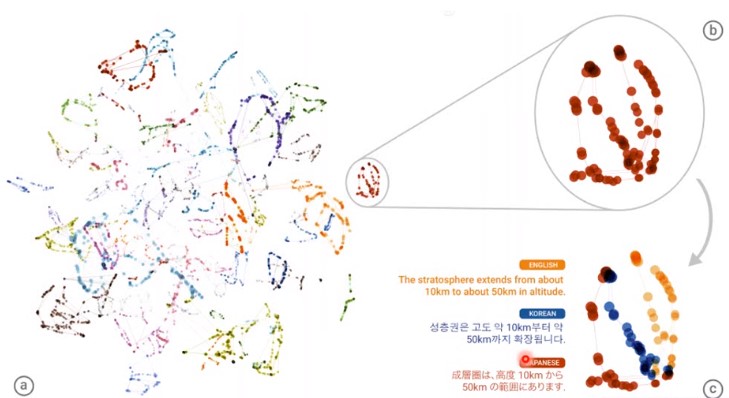 b
ENGLISH
The stratosphere extends from about
10km to about 50km in altitude.
KOREAN
성층권은 고도 약 10km부터 약
50km까지 확장됩니다.
JAPANESE
成層圏は、高度 10km から
50km の範囲にあります。
a
c